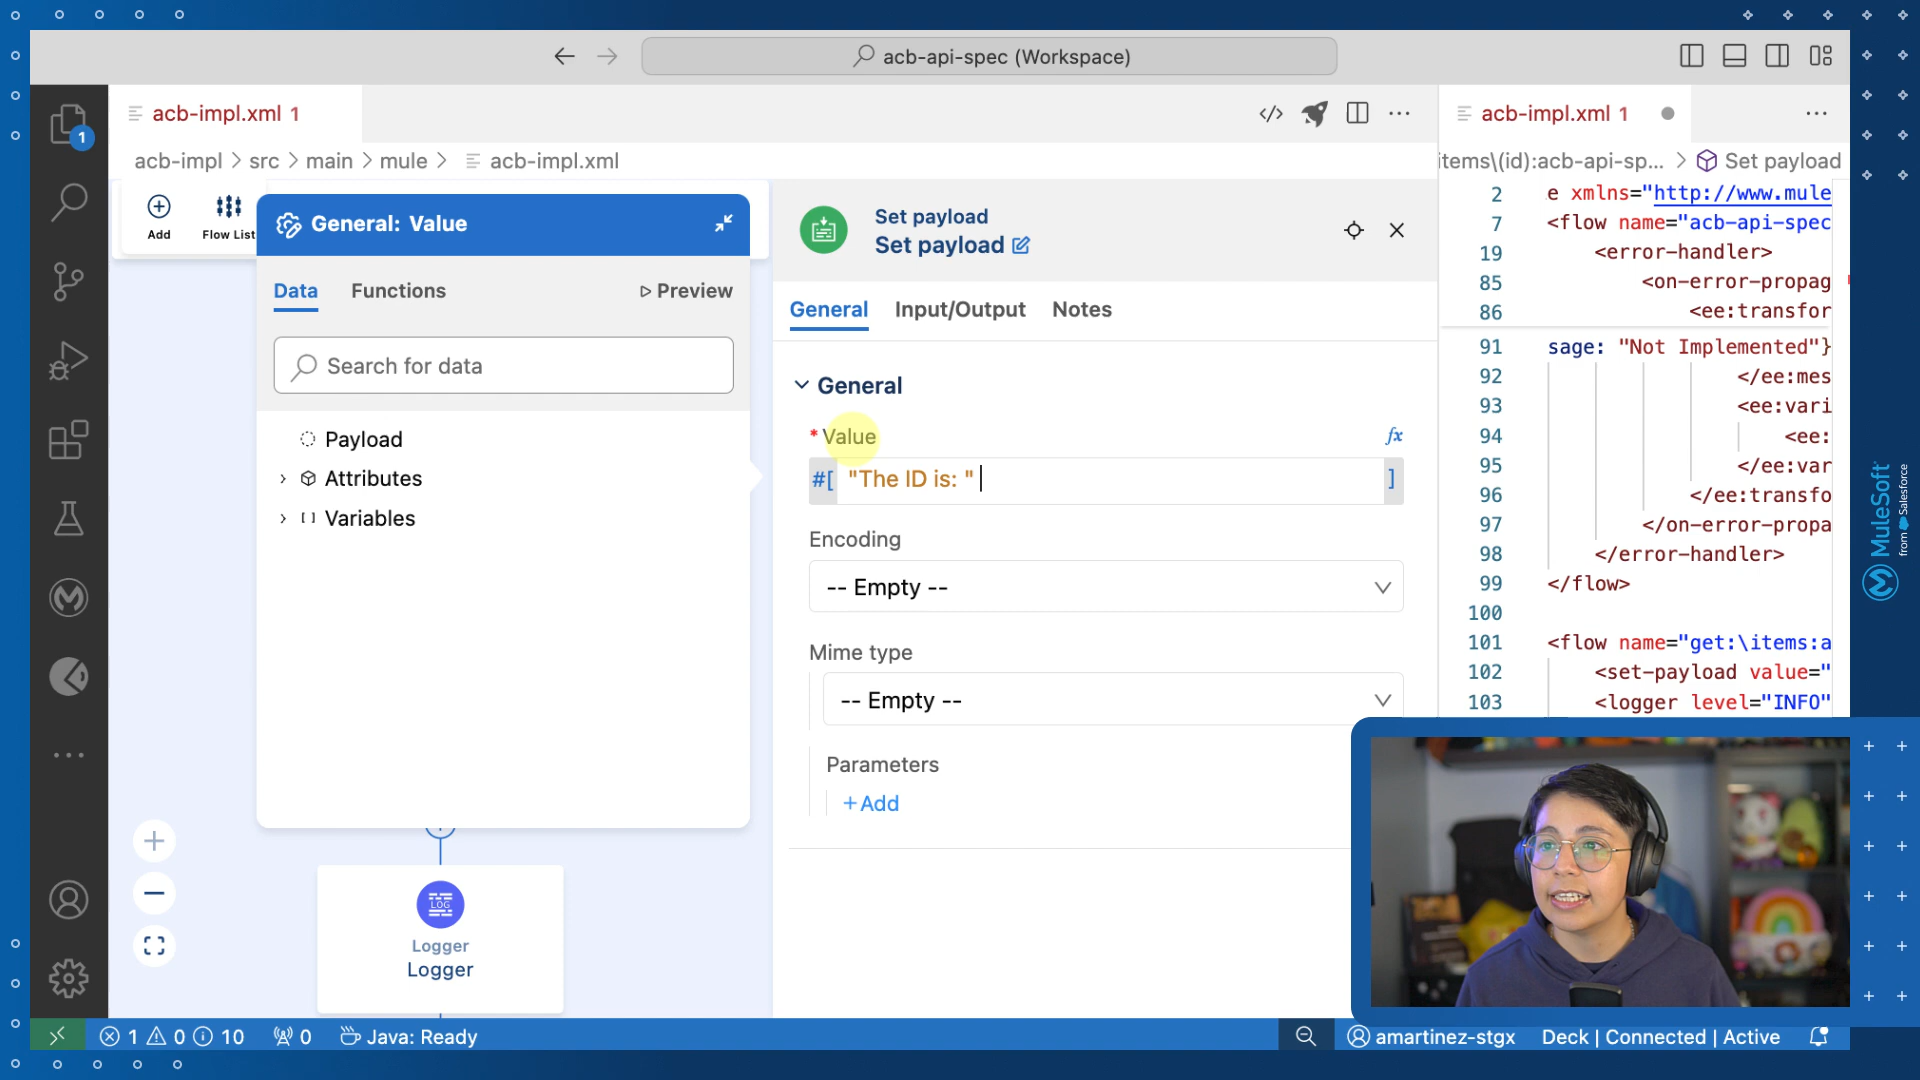 acb-api-spec (Workspace)
acb-impl.xml 1
acb-impl > src > main > mule > acb-impl.xml
1
Add
Flow List
General: Value
Data
Functions
Preview
Search for data
Payload
Attributes
Variables
LOG
Logger
Logger
Set payload
Set payload
General
Input/Output
Notes
General
* Value
fx
#[ "The ID is: " ]
Encoding
-- Empty --
Mime type
-- Empty --
Parameters
+Add
acb-impl.xml 1
items\(id):acb-api-sp... > Set payload
2 e xmlns="http://www.mule
7 <flow name="acb-api-spec
19 <error-handler>
85 <on-error-propag
86 <ee:transfor
91 sage: "Not Implemented"}
92 </ee:mes
93 <ee:vari
94 <ee:
95 </ee:var
96 </ee:transfo
97 </on-error-propa
98 </error-handler>
99 </flow>
100
101 <flow name="get:\items:a
102 <set-payload value="
103 <logger level="INFO"
MuleSoft
from Salesforce
1 0 10 0 Java: Ready
amartinez-stgx Deck | Connected | Active